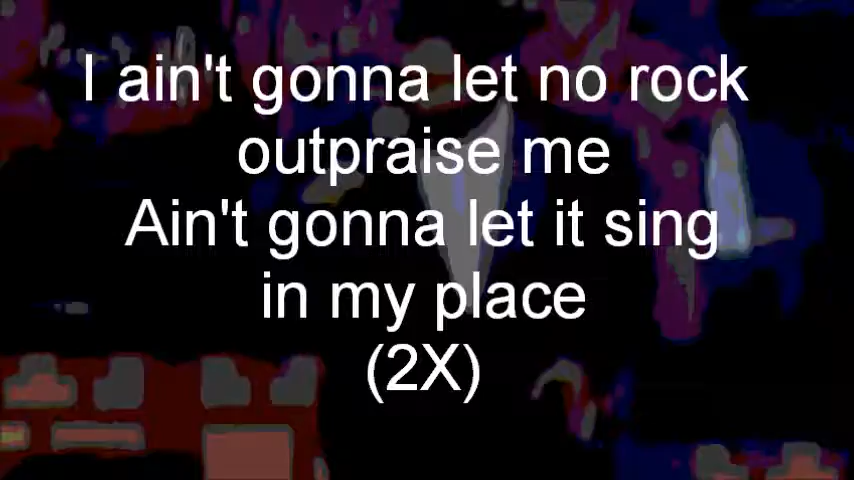 I ain't gonna let no rock
outpraise me
Ain't gonna let it sing
in my place
(2X)